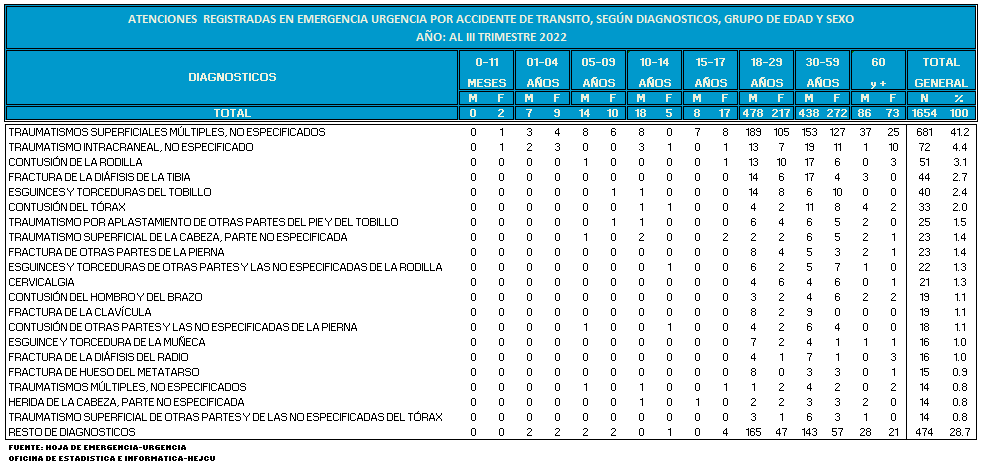 ATENCIONES REGISTRADAS EN EMERGENCIA URGENCIA POR ACCIDENTE DE TRANSITO, SEGÚN DIAGNOSTICOS, GRUPO DE EDAD Y SEXO
AÑO: AL III TRIMESTRE 2022
DIAGNOSTICOS 0-11 MESES 01-04 AÑOS 05-09 AÑOS 10-14 AÑOS 15-17 AÑOS 18-29 AÑOS 30-59 AÑOS 60 y + TOTAL GENERAL
M F M F M F M F M F M F M F M F N %
TOTAL 0 2 7 9 14 10 18 5 8 17 478 217 438 272 86 73 1654 100
TRAUMATISMOS SUPERFICIALES MÚLTIPLES, NO ESPECIFICADOS 0 1 3 4 8 6 8 0 7 8 189 105 153 127 37 25 681 41.2
TRAUMATISMO INTRACRANEAL, NO ESPECIFICADO 0 1 2 3 0 0 3 1 0 1 13 7 19 11 1 10 72 4.4
CONTUSIÓN DE LA RODILLA 0 0 0 0 1 0 0 0 0 1 13 10 17 6 0 3 51 3.1
FRACTURA DE LA DIÁFISIS DE LA TIBIA 0 0 0 0 0 0 0 0 0 0 14 6 17 4 3 0 44 2.7
ESGUINCES Y TORCEDURAS DEL TOBILLO 0 0 0 0 0 1 1 0 0 0 14 8 6 10 0 0 40 2.4
CONTUSIÓN DEL TÓRAX 0 0 0 0 0 0 1 1 0 0 4 2 11 8 4 2 33 2.0
TRAUMATISMO POR APLASTAMIENTO DE OTRAS PARTES DEL PIE Y DEL TOBILLO 0 0 0 0 0 1 1 0 0 0 6 4 6 5 2 0 25 1.5
TRAUMATISMO SUPERFICIAL DE LA CABEZA, PARTE NO ESPECIFICADA 0 0 0 0 1 0 2 0 0 2 2 2 6 5 2 1 23 1.4
FRACTURA DE OTRAS PARTES DE LA PIERNA 0 0 0 0 0 0 0 0 0 0 8 4 5 3 2 1 23 1.4
ESGUINCES Y TORCEDURAS DE OTRAS PARTES Y LAS NO ESPECIFICADAS DE LA RODILLA 0 0 0 0 0 0 0 1 0 0 6 2 5 7 1 0 22 1.3
CERVICALGIA 0 0 0 0 0 0 0 0 0 0 4 6 4 6 0 1 21 1.3
CONTUSIÓN DEL HOMBRO Y DEL BRAZO 0 0 0 0 0 0 0 0 0 0 3 2 4 6 2 2 19 1.1
FRACTURA DE LA CLAVÍCULA 0 0 0 0 0 0 0 0 0 0 8 2 9 0 0 0 19 1.1
CONTUSIÓN DE OTRAS PARTES Y LAS NO ESPECIFICADAS DE LA PIERNA 0 0 0 0 1 0 0 1 0 0 4 2 6 4 0 0 18 1.1
ESGUINCE Y TORCEDURA DE LA MUÑECA 0 0 0 0 0 0 0 0 0 0 7 2 4 1 1 1 16 1.0
FRACTURA DE LA DIÁFISIS DEL RADIO 0 0 0 0 0 0 0 0 0 0 4 1 7 1 0 3 16 1.0
FRACTURA DE HUESO DEL METATARSO 0 0 0 0 0 0 0 0 0 0 8 0 3 3 0 1 15 0.9
TRAUMATISMOS MÚLTIPLES, NO ESPECIFICADOS 0 0 0 0 1 0 1 0 0 1 1 2 4 2 2 0 14 0.8
HERIDA DE LA CABEZA, PARTE NO ESPECIFICADA 0 0 0 0 0 0 1 0 1 0 2 2 3 3 2 0 14 0.8
TRAUMATISMO SUPERFICIAL DE OTRAS PARTES Y DE LAS NO ESPECIFICADAS DEL TÓRAX 0 0 0 0 0 0 0 0 0 0 3 1 6 3 1 0 14 0.8
RESTO DE DIAGNOSTICOS 0 0 2 2 2 2 0 1 0 4 165 47 143 57 28 21 474 28.7
FUENTE: HOJA DE EMERGENCIA-URGENCIA
OFICINA DE ESTADISTICA E INFORMATICA-HEJCU